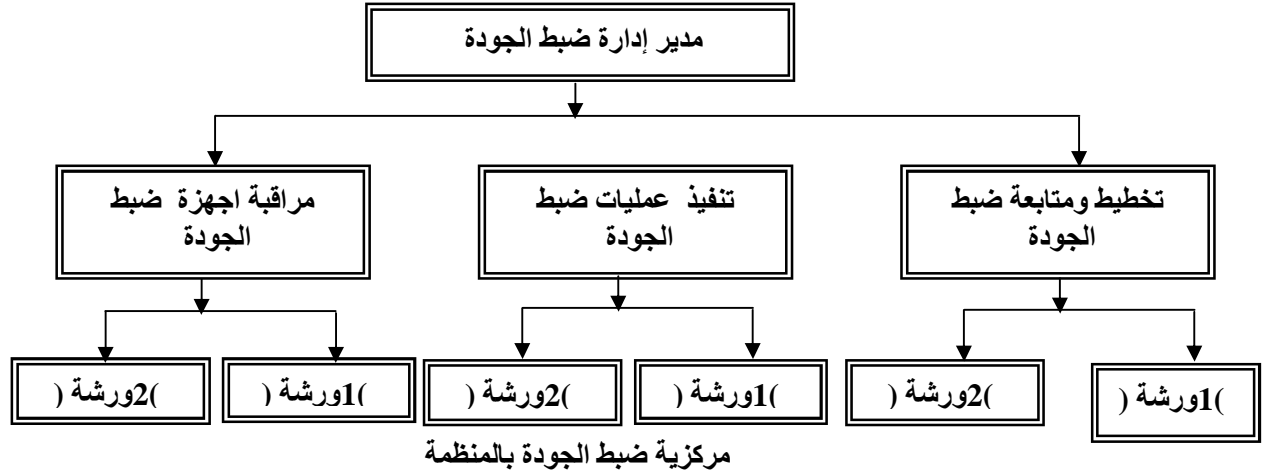 مدير إدارة ضبط الجودة
تخطيط ومتابعة ضبط
الجودة
تنفيذ عمليات ضبط
الجودة
مراقبة اجهزة ضبط
الجودة
)1ورشة (
)2ورشة (
)1ورشة (
)2ورشة (
)1ورشة (
)2ورشة (
مركزية ضبط الجودة بالمنظمة